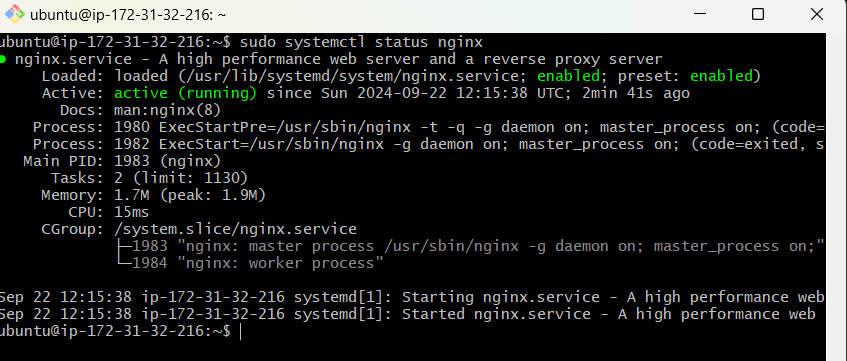 ubuntu@ip-172-31-32-216: ~
ubuntu@ip-172-31-32-216:~$ sudo systemctl status nginx
● nginx.service - A high performance web server and a reverse proxy server
     Loaded: loaded (/usr/lib/systemd/system/nginx.service; enabled; preset: enabled)
     Active: active (running) since Sun 2024-09-22 12:15:38 UTC; 2min 41s ago
       Docs: man:nginx(8)
    Process: 1980 ExecStartPre=/usr/sbin/nginx -t -q -g daemon on; master_process on; (code=
    Process: 1982 ExecStart=/usr/sbin/nginx -g daemon on; master_process on; (code=exited, s
   Main PID: 1983 (nginx)
      Tasks: 2 (limit: 1130)
     Memory: 1.7M (peak: 1.9M)
        CPU: 15ms
     CGroup: /system.slice/nginx.service
             ├─1983 "nginx: master process /usr/sbin/nginx -g daemon on; master_process on;"
             └─1984 "nginx: worker process"
Sep 22 12:15:38 ip-172-31-32-216 systemd[1]: Starting nginx.service - A high performance web
Sep 22 12:15:38 ip-172-31-32-216 systemd[1]: Started nginx.service - A high performance web
ubuntu@ip-172-31-32-216:~$